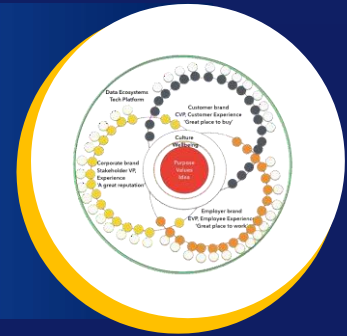 Data Ecosystems
Tech Platform
Customer brand
CVP, Customer Experience
'Great place to buy'
Culture
Wellbeing
Corporate brand
Stakeholder VP,
Experience
'A great reputation'
Purpose
Values
Idea
Employer brand
EVP, Employee Experience
'Great place to work'